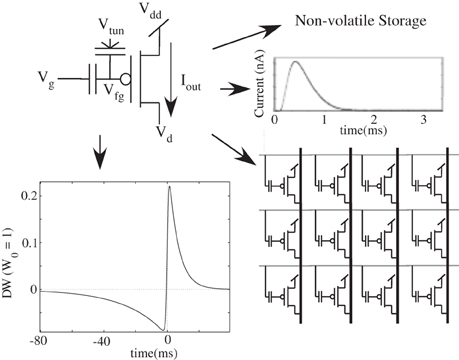 V_dd
Non-volatile Storage
V_tun
V_g
V_fg
I_out
V_d
Current (nA)
0 1 2 3
time(ms)
DW (W_0 = 1)
0.2
0.1
0
-80 -40 0
time(ms)